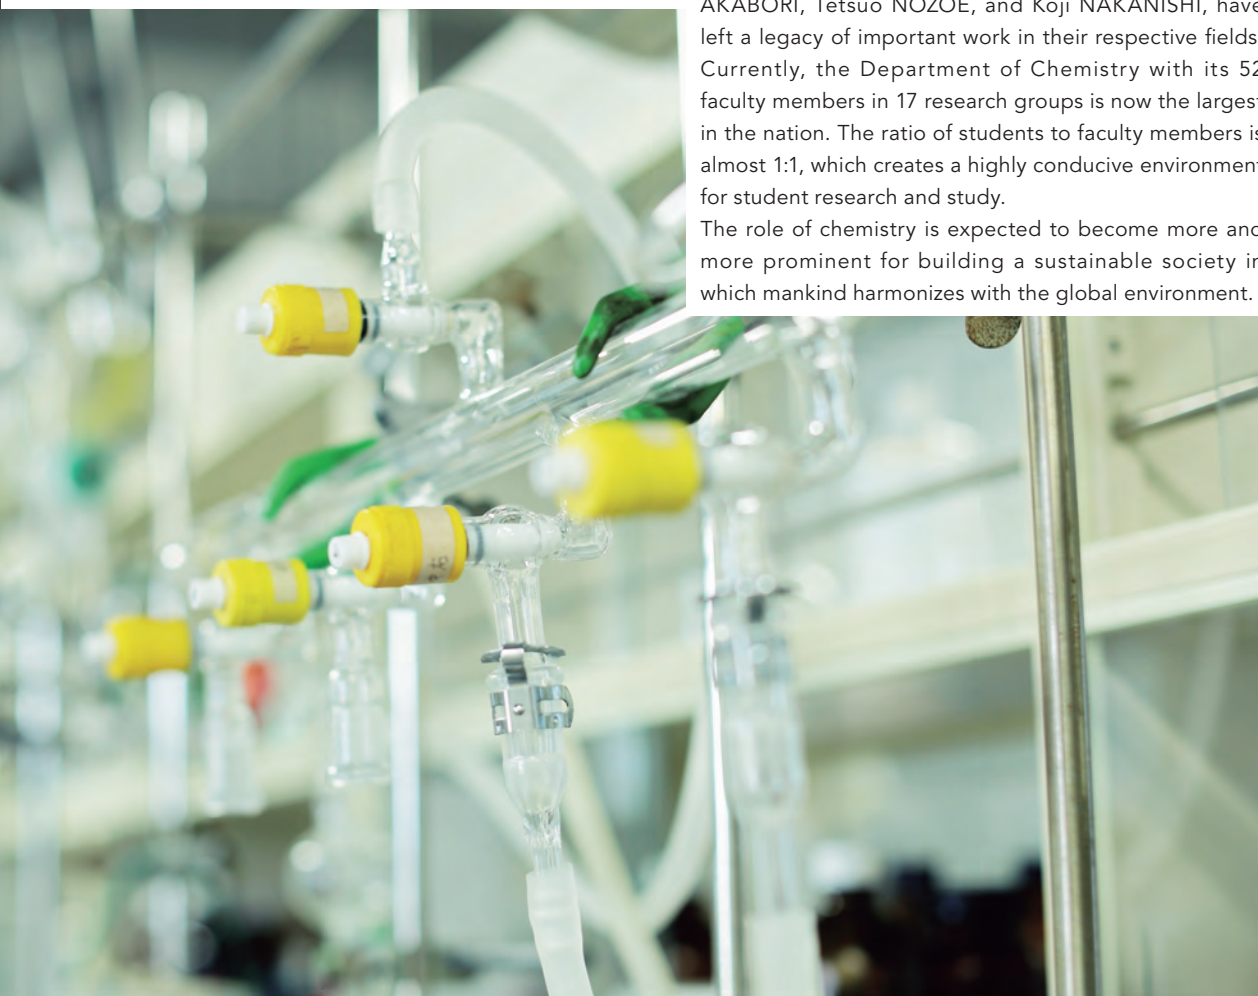 AKABORI, Tetsuo NOZOE, and Koji NAKANISHI, have
left a legacy of important work in their respective fields
Currently, the Department of Chemistry with its 52
faculty members in 17 research groups is now the largest
in the nation. The ratio of students to faculty members is
almost 1:1, which creates a highly conducive environment
for student research and study.
The role of chemistry is expected to become more and
more prominent for building a sustainable society in
which mankind harmonizes with the global environment.